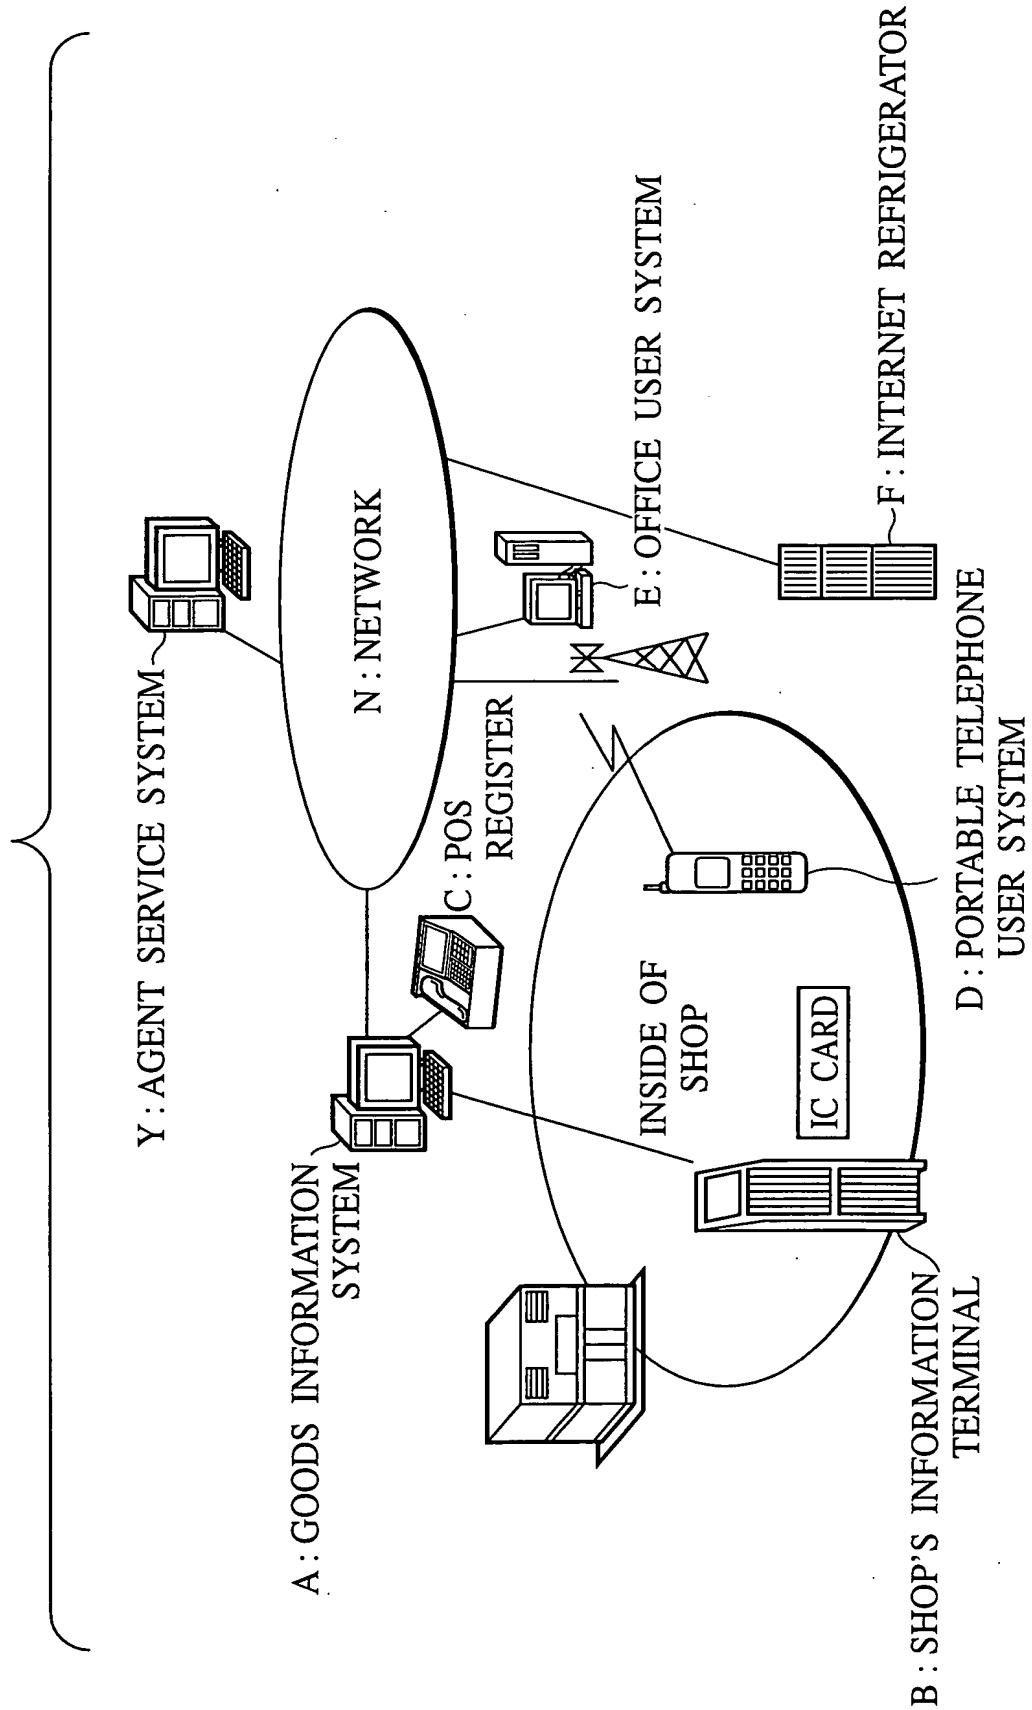 Y : AGENT SERVICE SYSTEM
A : GOODS INFORMATION
SYSTEM
N : NETWORK
C : POS
REGISTER
E : OFFICE USER SYSTEM
INSIDE OF
SHOP
IC CARD
F : INTERNET REFRIGERATOR
B : SHOP'S INFORMATION
TERMINAL
D : PORTABLE TELEPHONE
USER SYSTEM